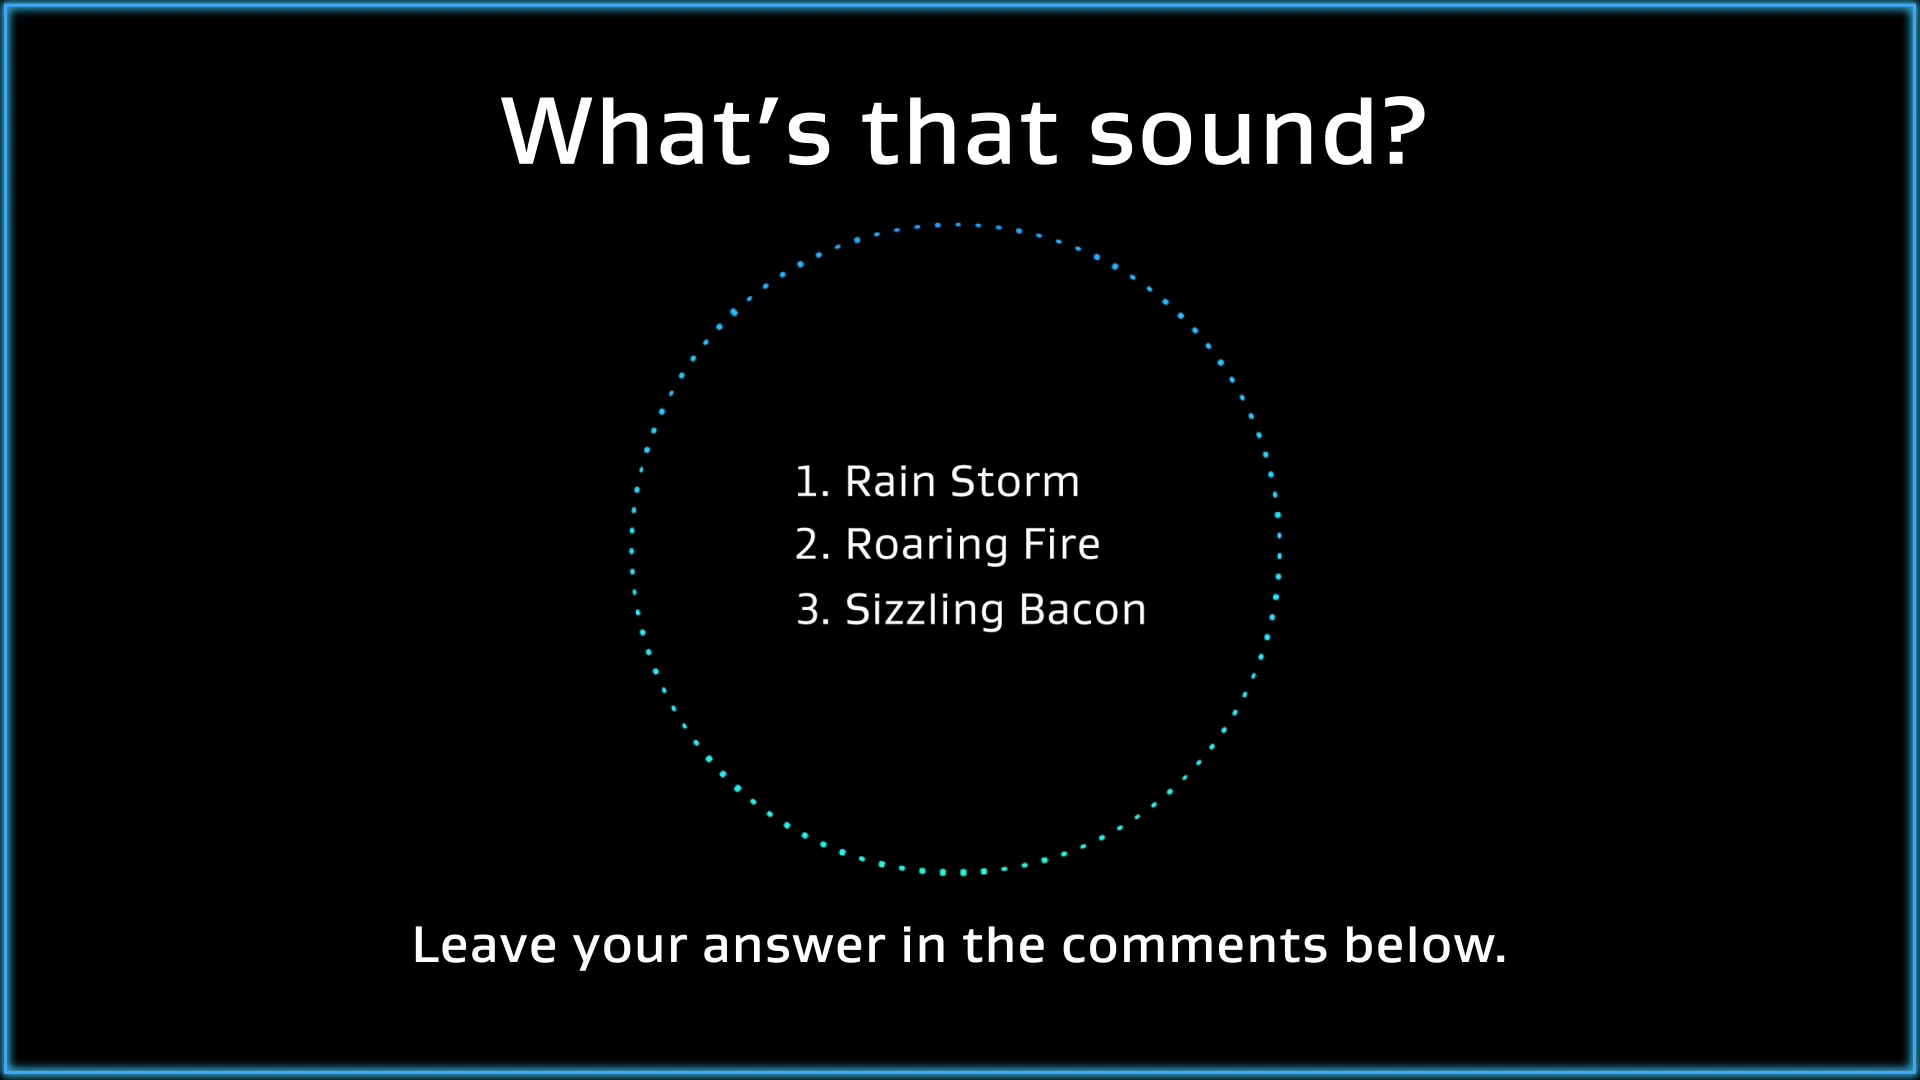 What's that sound?
1. Rain Storm
2. Roaring Fire
3. Sizzling Bacon
Leave your answer in the comments below.